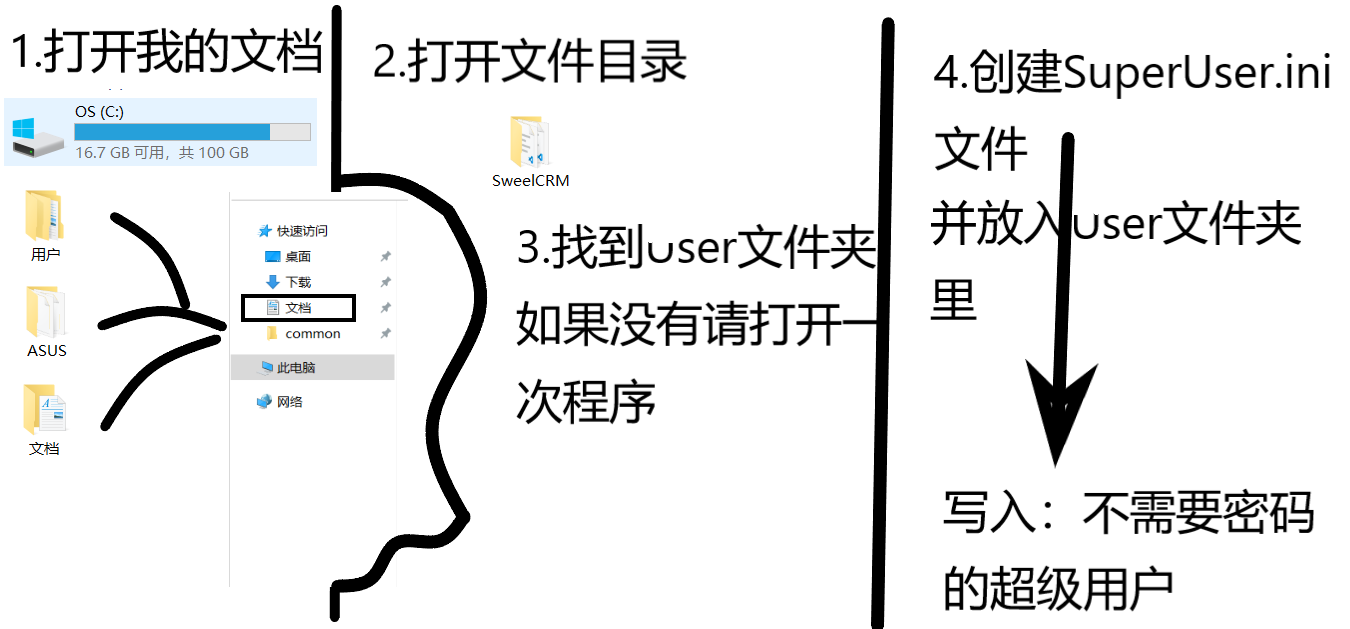 1.打开我的文档
OS (C:)
16.7 GB 可用，共 100 GB
用户
ASUS
文档
快速访问
桌面
下载
文档
common
此电脑
网络
2.打开文件目录
SweelCRM
3.找到user文件夹
如果没有请打开一
次程序
4.创建SuperUser.ini
文件
并放入user文件夹
里
写入：不需要密码
的超级用户